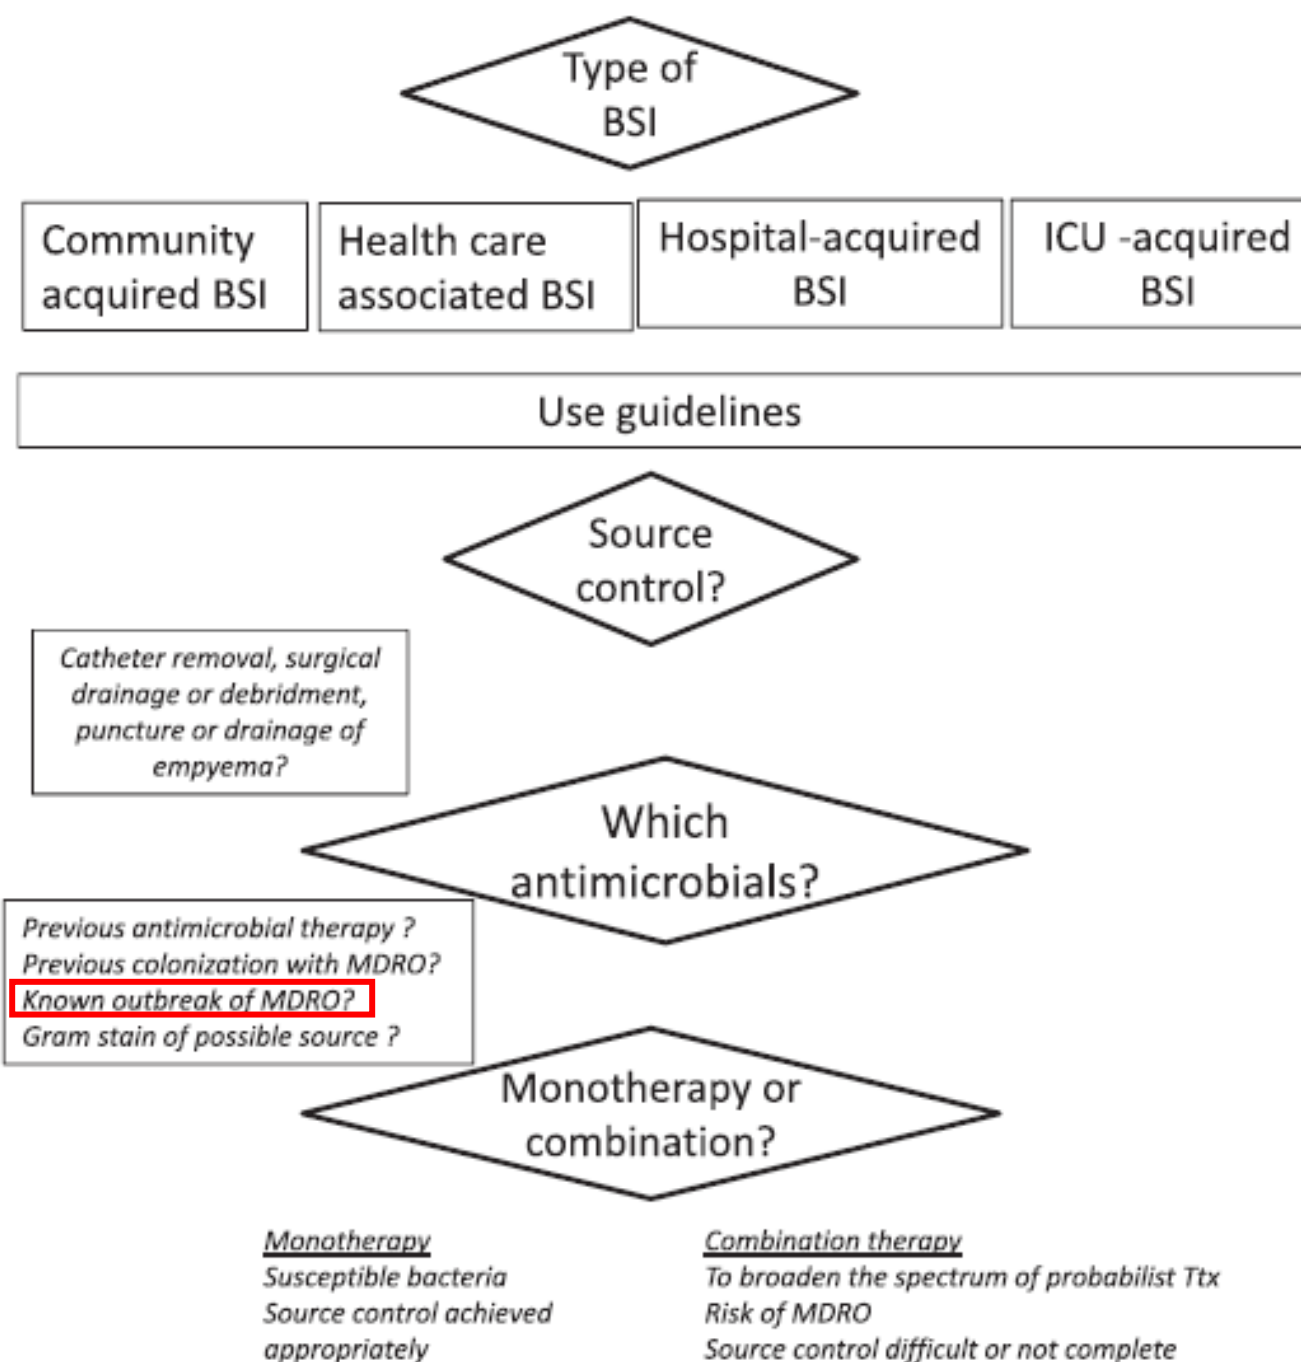 Type of
BSI
Community
acquired BSI
Health care
associated BSI
Hospital-acquired
BSI
ICU -acquired
BSI
Use guidelines
Source
control?
Catheter removal, surgical
drainage or debridment,
puncture or drainage of
empyema?
Which
antimicrobials?
Previous antimicrobial therapy ?
Previous colonization with MDRO?
Known outbreak of MDRO?
Gram stain of possible source ?
Monotherapy or
combination?
Monotherapy
Susceptible bacteria
Source control achieved
appropriately
Combination therapy
To broaden the spectrum of probabilist Ttx
Risk of MDRO
Source control difficult or not complete